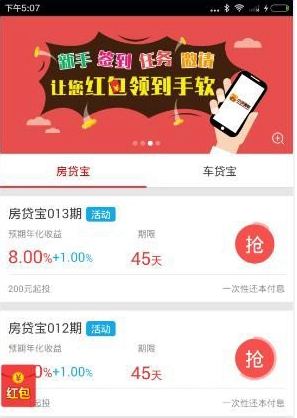 下午5:07
新手 签到 任务 邀请
让您红包领到手软
房贷宝
车贷宝
房贷宝013期 活动
预期年化收益 期限
8.00%+1.00% 45天
抢
200元起投 一次性还本付息
房贷宝012期 活动
预期年化收益 期限
0%+1.00% 45天
抢
红包
一次性还本付息